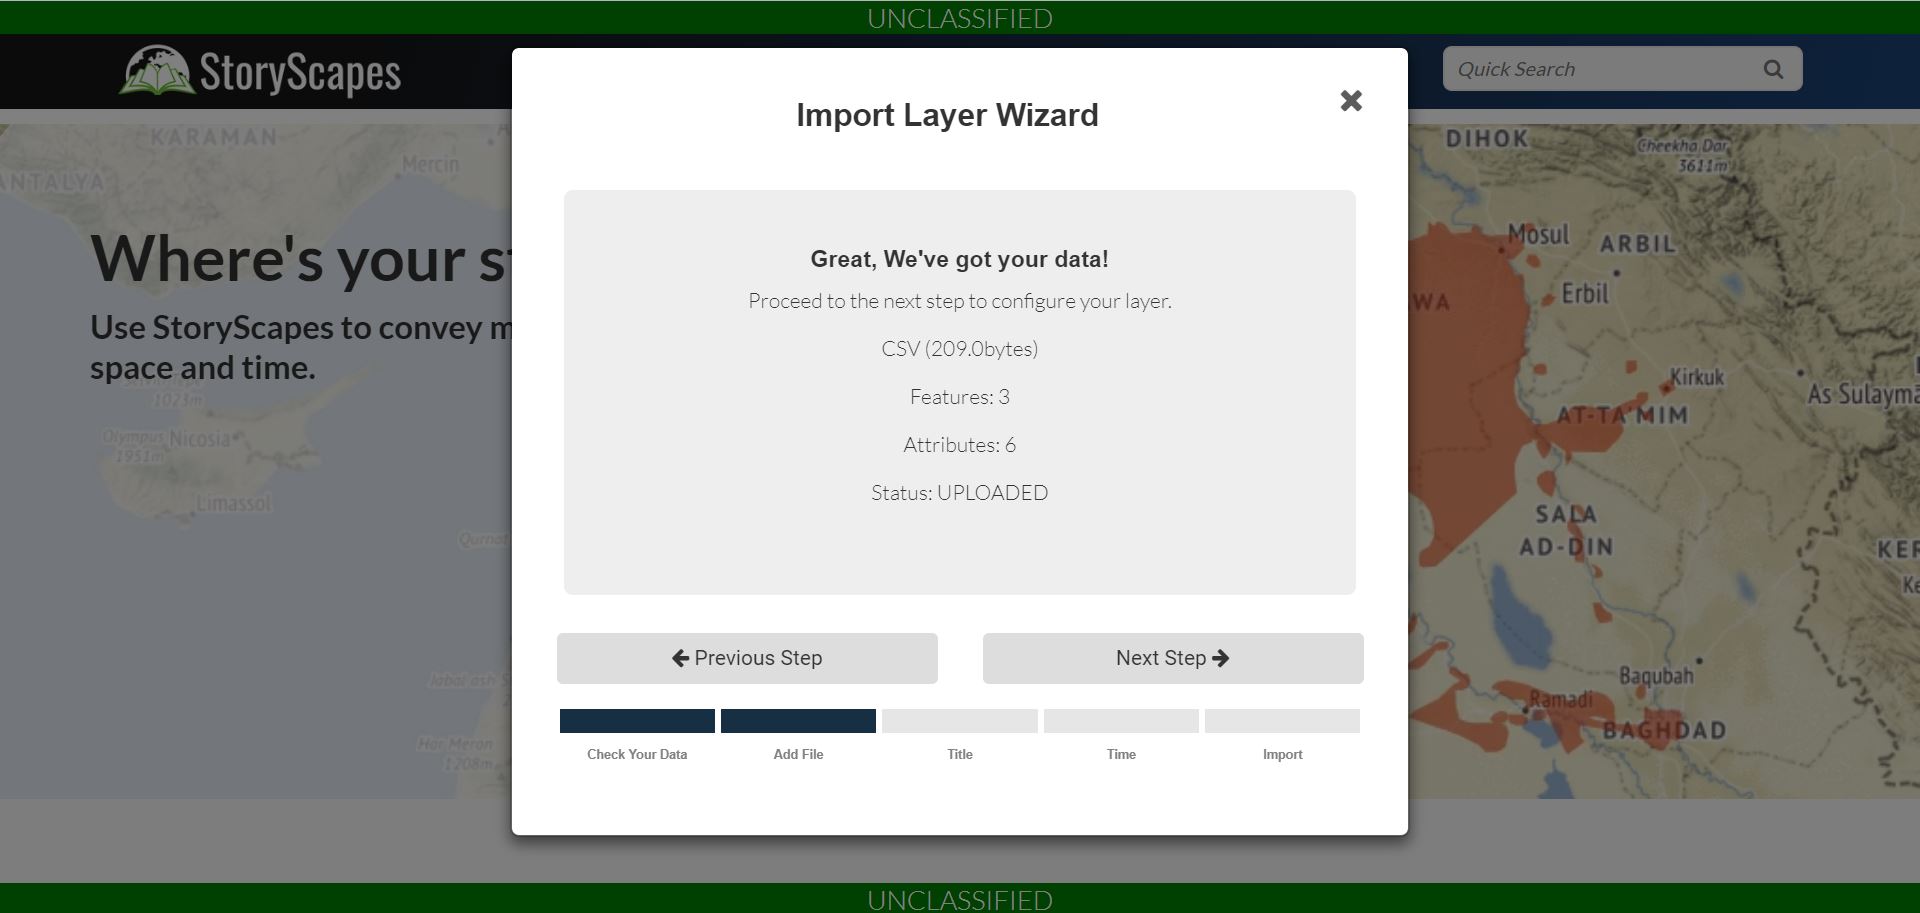 UNCLASSIFIED
StoryScapes
Quick Search
Import Layer Wizard
KARAMAN
Mercin
ANTALYA
DIHOK
Cheekha Dar
3611m
Where's your s
Use StoryScapes to convey m
space and time.
Great, We've got your data!
Proceed to the next step to configure your layer.
CSV (209.0bytes)
Features: 3
Attributes: 6
Status: UPLOADED
Mosul
ARBIL
Erbil
WA
Kirkuk
As Sulayma
AT-TA'MIM
1023m
Olympus
1951m
Nicosia
Limassol
Qurnat
SALA
AD-DIN
KER
Ke
Previous Step
Next Step
Baqubah
Ramadi
BAGHDAD
Jabal ash S
Har Meron
1208m
Check Your Data
Add File
Title
Time
Import
UNCLASSIFIED